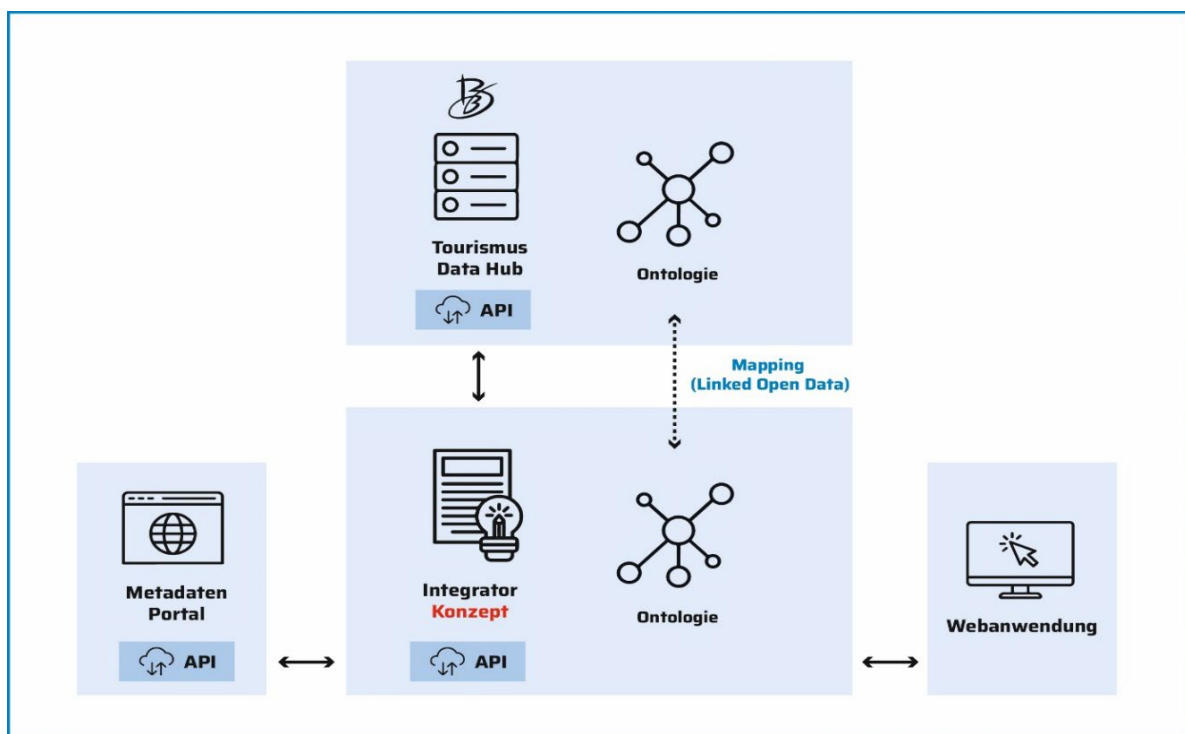 Tourismus
Data Hub
API
Ontologie
Mapping
(Linked Open Data)
Metadaten
Portal
API
Integrator
Konzept
API
Ontologie
Webanwendung